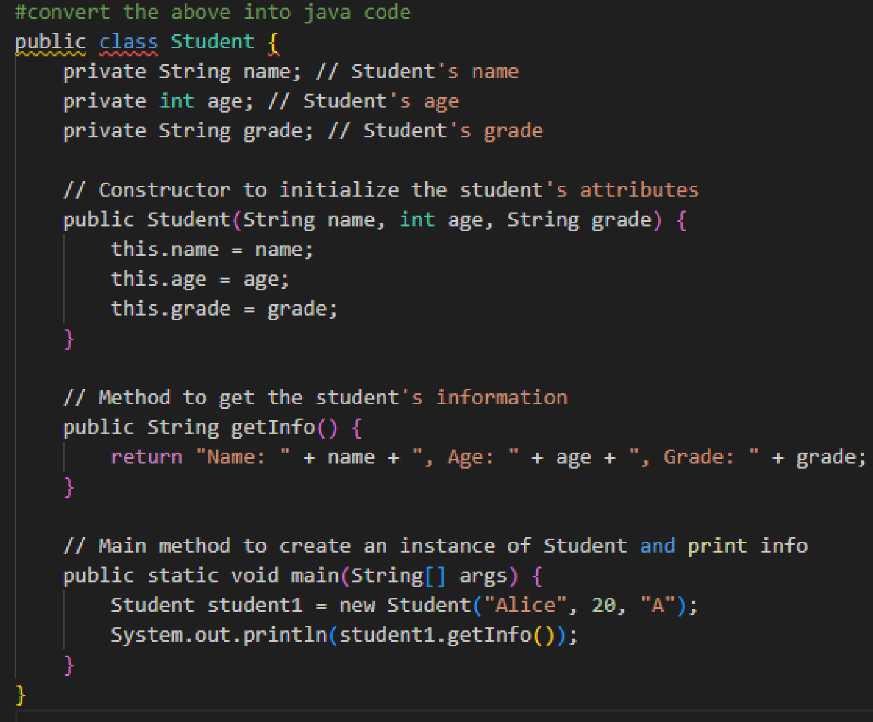 #convert the above into java code
public class Student {
    private String name; // Student's name
    private int age; // Student's age
    private String grade; // Student's grade

    // Constructor to initialize the student's attributes
    public Student(String name, int age, String grade) {
        this.name = name;
        this.age = age;
        this.grade = grade;
    }

    // Method to get the student's information
    public String getInfo() {
        return "Name: " + name + ", Age: " + age + ", Grade: " + grade;
    }

    // Main method to create an instance of Student and print info
    public static void main(String[] args) {
        Student student1 = new Student("Alice", 20, "A");
        System.out.println(student1.getInfo());
    }
}